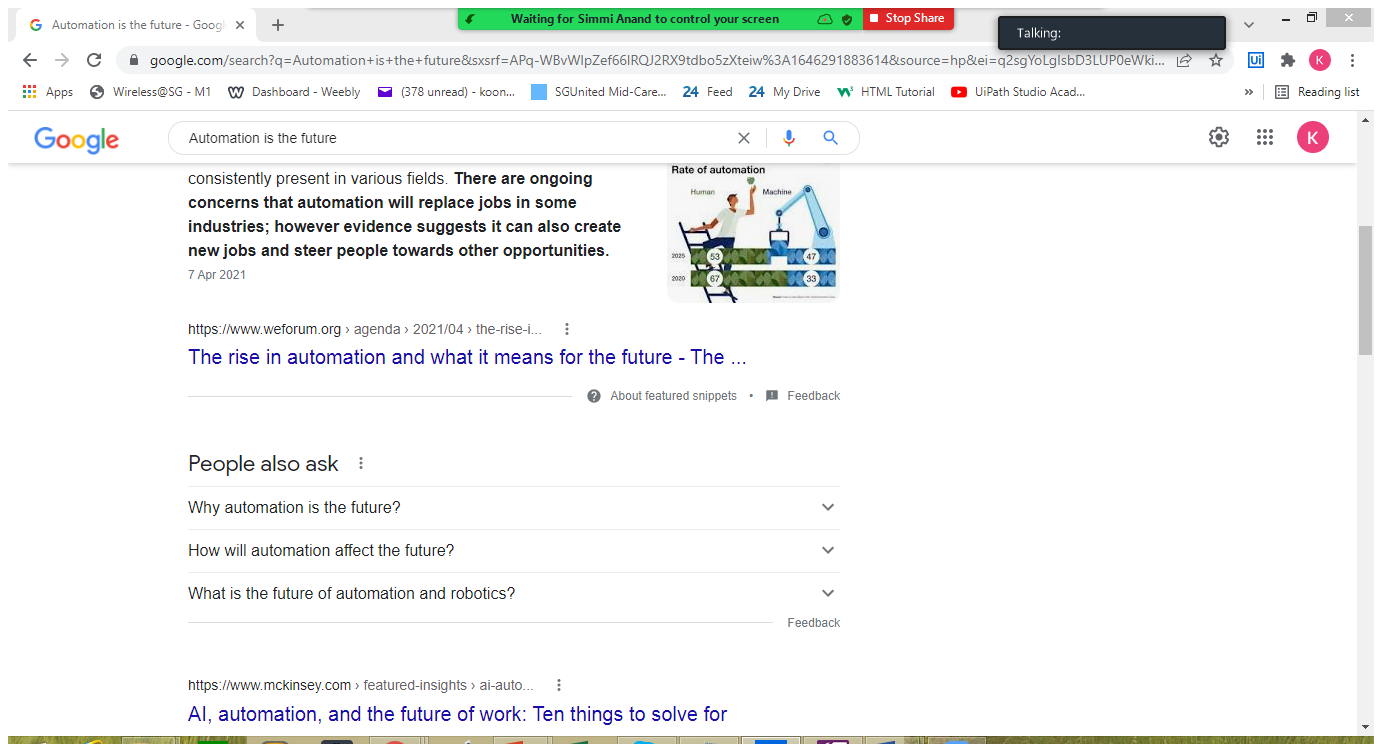 Automation is the future - Googl
Waiting for Simmi Anand to control your screen
Stop Share
Talking:
google.com/search?q=Automation+is+the+future&sxsrf=APq-WBvWlpZef66IRQJ2RX9tdbo5zXteiw%3A1646291883614&source=hp&ei=q2sgYoLgIsbD3LUP0eWki...
Ui
K
Apps
Wireless@SG - M1
Dashboard - Weebly
(378 unread) - koon...
SGUnited Mid-Care...
24 Feed
24 My Drive
HTML Tutorial
UiPath Studio Acad...
»
Reading list
Google
Automation is the future
K
consistently present in various fields. There are ongoing
concerns that automation will replace jobs in some
industries; however evidence suggests it can also create
new jobs and steer people towards other opportunities.
7 Apr 2021
Rate of automation
Human
Machine
2025
53
47
2020
67
33
https://www.weforum.org › agenda › 2021/04 › the-rise-i...
The rise in automation and what it means for the future - The ...
About featured snippets • Feedback
People also ask
Why automation is the future?
How will automation affect the future?
What is the future of automation and robotics?
Feedback
https://www.mckinsey.com › featured-insights › ai-auto...
AI, automation, and the future of work: Ten things to solve for